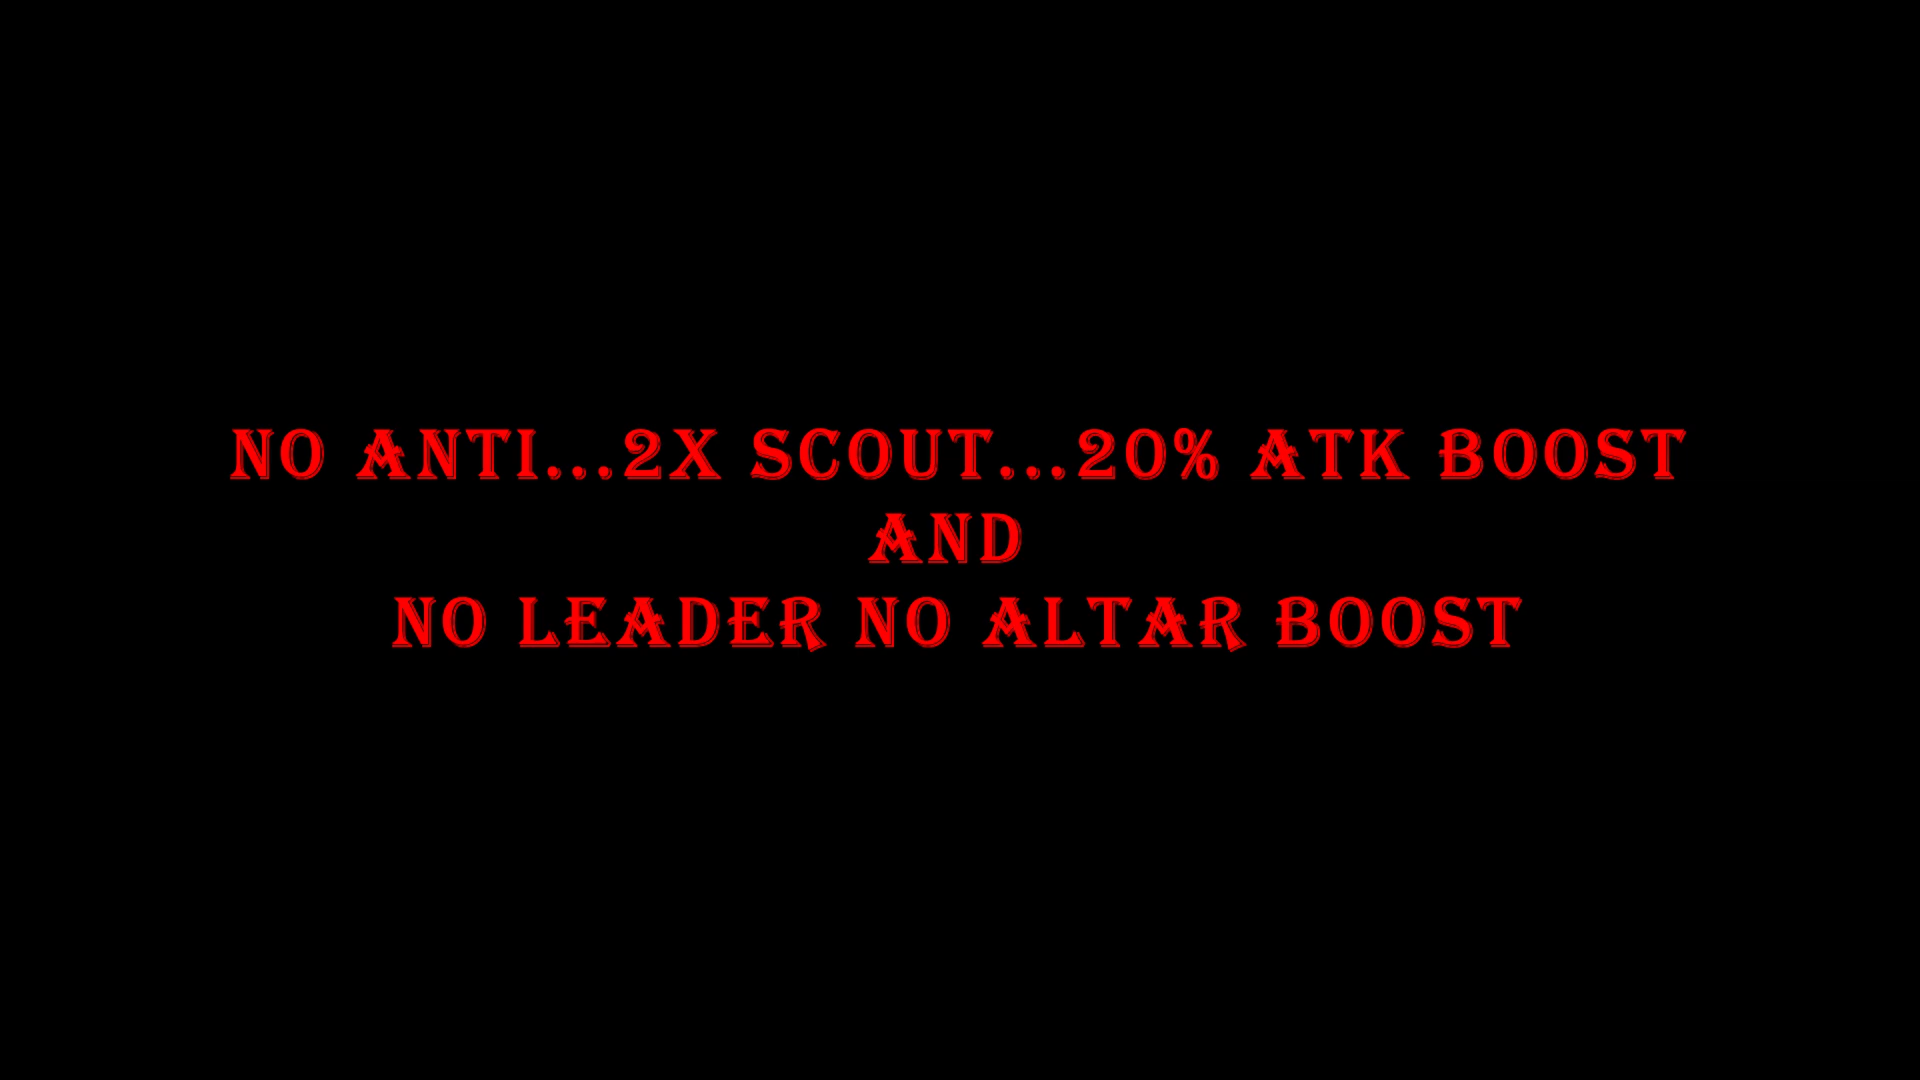 NO ANTI...2X SCOUT...20% ATK BOOST
AND
NO LEADER NO ALTAR BOOST